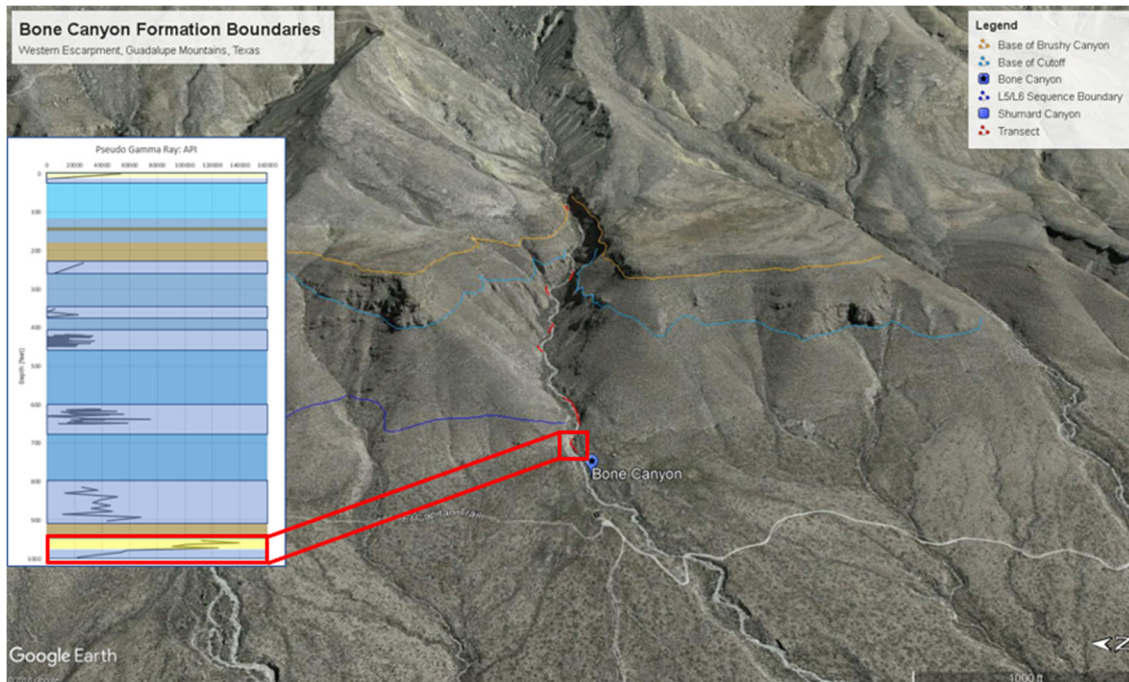 Bone Canyon Formation Boundaries
Western Escarpment, Guadalupe Mountains, Texas
Legend
Base of Brushy Canyon
Base of Cutoff
Bone Canyon
L5/L6 Sequence Boundary
Shumard Canyon
Transect
Pseudo Gamma Ray: API
0 20000 40000 60000 80000 100000 120000 140000 160000
0
100
200
300
400
500
600
700
800
900
1000
Depth (feet)
Bone Canyon
El Capitan Trail
Google Earth
N
1000 ft